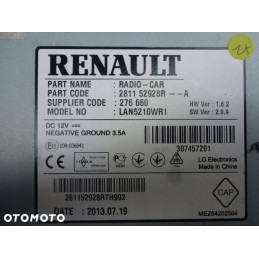 RENAULT
PART NAME : RADIO-CAR
PART CODE : 2811 52928R - - A
SUPPLIER CODE : 276 660
MODEL NO : LAN5210WR1
HW Ver : 1.6.2
SW Ver : 2.0.9
DC 12V
NEGATIVE GROUND 3.5A
307457201
LG Electronics
Made in China
281152928RTH992
DATE : 2013.07.19
CAP
MEZ64202504
OTOMOTO